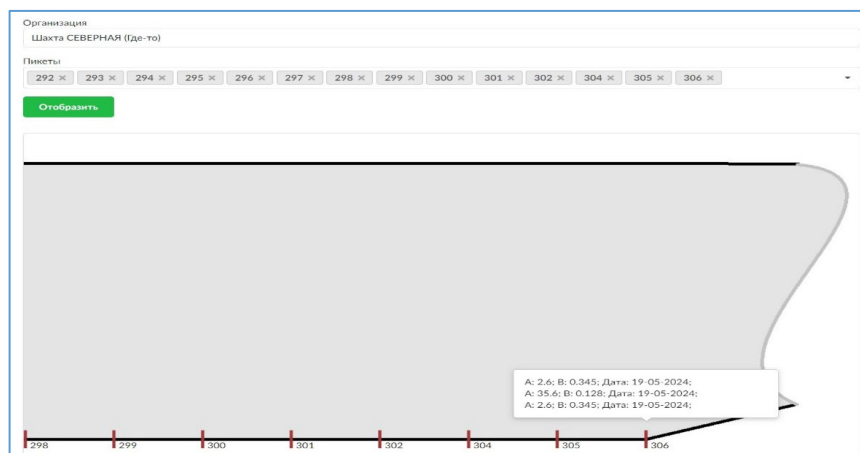 Организация
Шахта СЕВЕРНАЯ (Где-то)
Пикеты
292 × 293 × 294 × 295 × 296 × 297 × 298 × 299 × 300 × 301 × 302 × 304 × 305 × 306 ×
Отобразить
A: 2.6; B: 0.345; Дата: 19-05-2024;
A: 35.6; B: 0.128; Дата: 19-05-2024;
A: 2.6; B: 0.345; Дата: 19-05-2024;
298 299 300 301 302 304 305 306